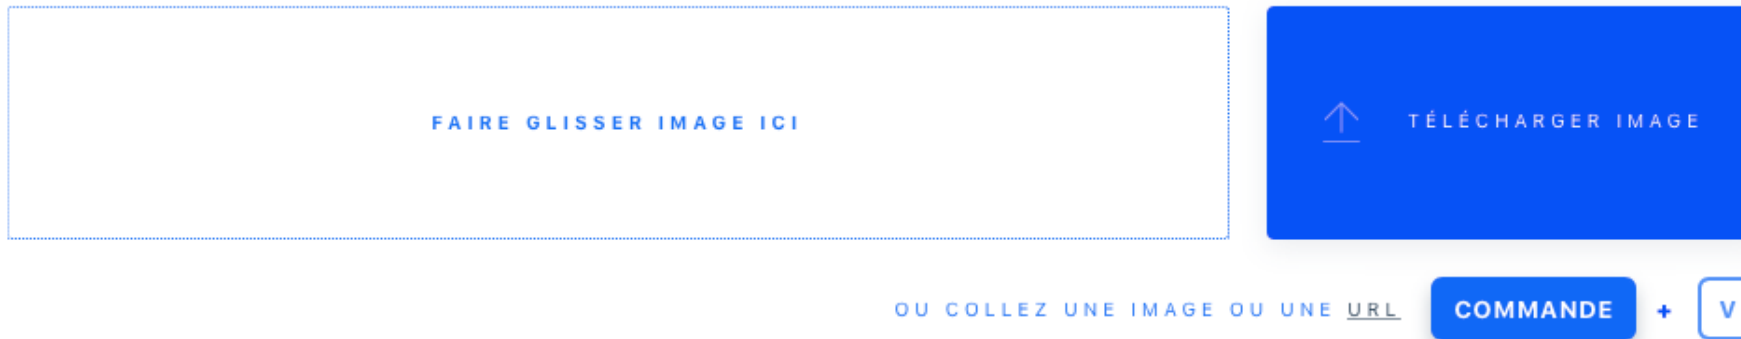 FAIRE GLISSER IMAGE ICI
TÉLÉCHARGER IMAGE
OU COLLEZ UNE IMAGE OU UNE URL COMMANDE + V